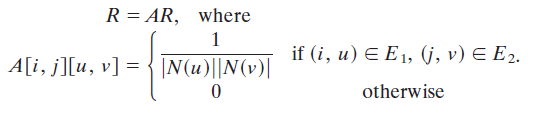 R = AR, where
A[i, j][u, v] = { 1 / |N(u)||N(v)| if (i, u) ∈ E₁, (j, v) ∈ E₂.
0 otherwise